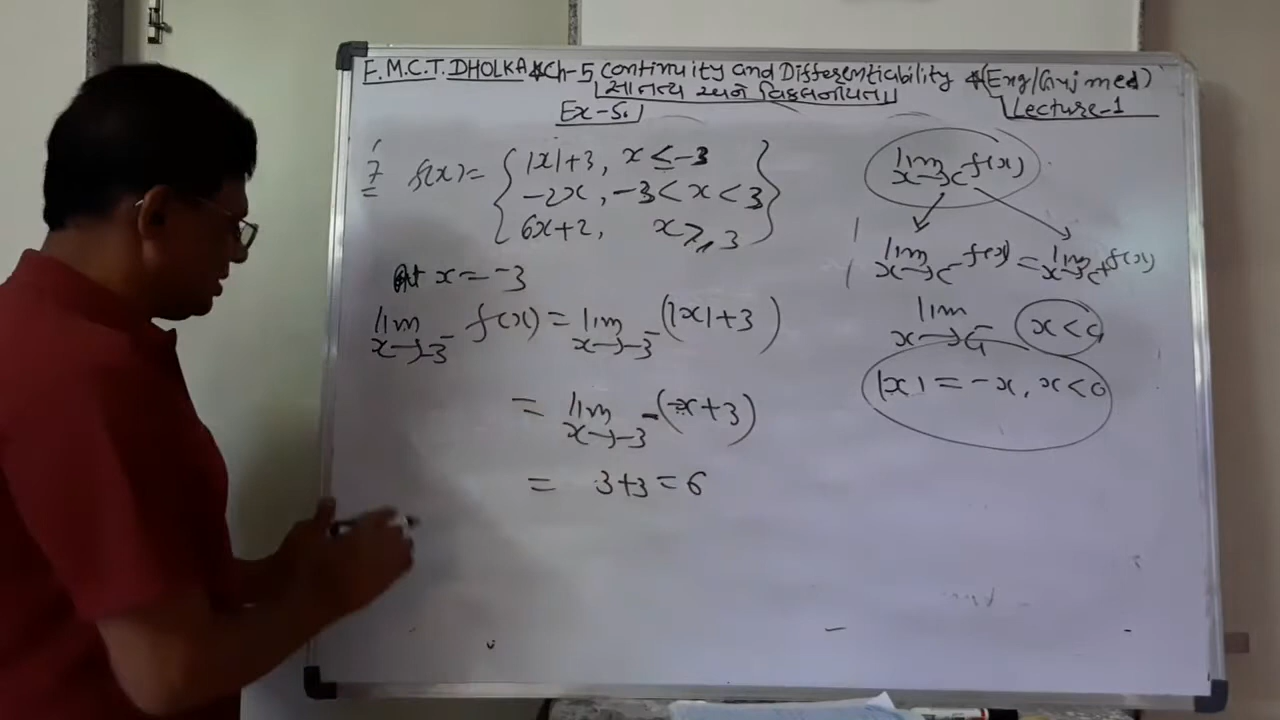 F.M.C.T. DHOLKA * Ch-5 Continuity and Differentiability * (Eng/Guj med)
સાતત્ય અને વિકલનીયતા
Lecture-1
Ex-5.1
7 f(x) = { |x|+3, x ≤ -3
-2x, -3 < x < 3
6x+2, x ≥ 3 }
At x = -3
lim x→-3⁻ f(x) = lim x→-3⁻ (|x|+3)
= lim x→-3⁻ (-x+3)
= 3+3 = 6
lim x→c f(x)
lim x→c⁻ f(x) = lim x→c⁺ f(x)
lim x→c⁻ x<c
|x| = -x, x<0